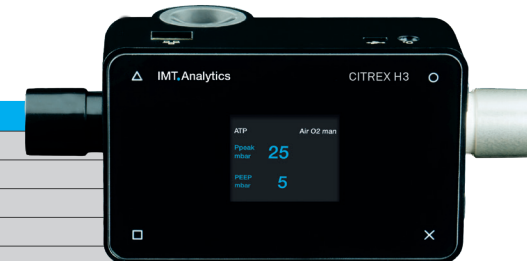 IMT.Analytics CITREX H3
ATP Air O2 man
Ppeak 25
mbar
PEEP 5
mbar